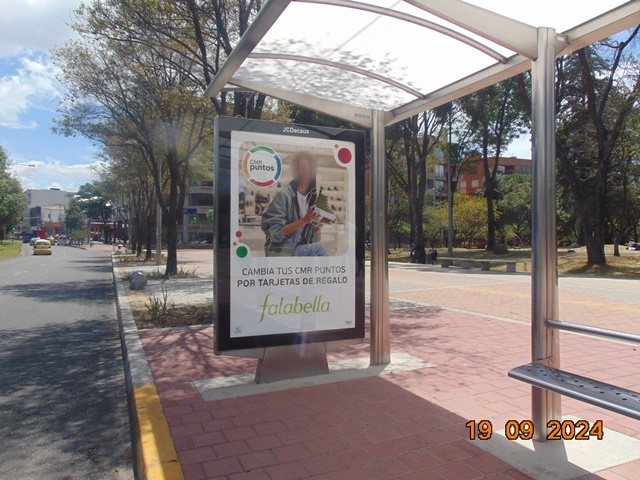 JCDecaux
CMR
puntos
CAMBIA TUS CMR PUNTOS
POR TARJETAS DE REGALO
falabella.
19 09 2024